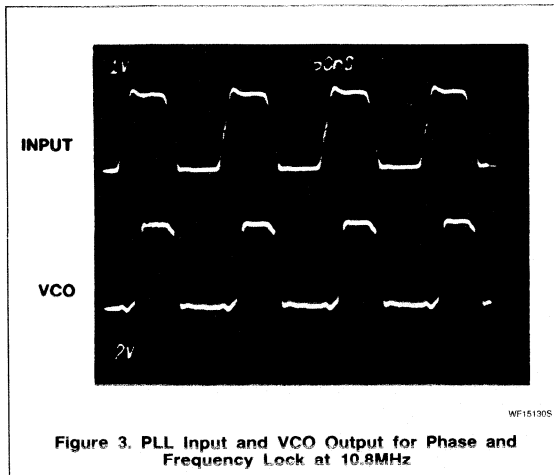 1V 50nS
INPUT
VCO
2V
WF15130S
Figure 3. PLL Input and VCO Output for Phase and
Frequency Lock at 10.8MHz